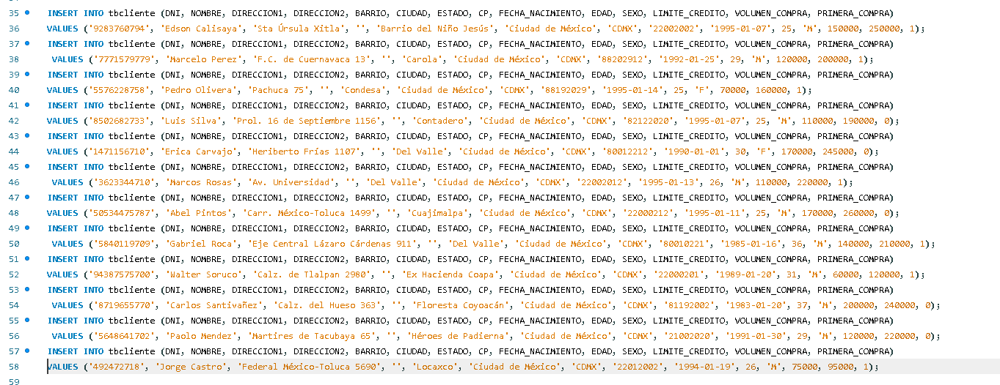 35 INSERT INTO tbcliente (DNI, NOMBRE, DIRECCION1, DIRECCION2, BARRIO, CIUDAD, ESTADO, CP, FECHA_NACIMIENTO, EDAD, SEXO, LIMITE_CREDITO, VOLUMEN_COMPRA, PRIMERA_COMPRA)
36 VALUES ('9283760794', 'Edson Calisaya', 'Sta Úrsula Xitla', '', 'Barrio del Niño Jesús', 'Ciudad de México', 'CDMX', '22002002', '1995-01-07', 25, 'M', 150000, 250000, 1);
37 INSERT INTO tbcliente (DNI, NOMBRE, DIRECCION1, DIRECCION2, BARRIO, CIUDAD, ESTADO, CP, FECHA_NACIMIENTO, EDAD, SEXO, LIMITE_CREDITO, VOLUMEN_COMPRA, PRIMERA_COMPRA)
38 VALUES ('7771579779', 'Marcelo Perez', 'F.C. de Cuernavaca 13', '', 'Carola', 'Ciudad de México', 'CDMX', '88202912', '1992-01-25', 29, 'M', 120000, 200000, 1);
39 INSERT INTO tbcliente (DNI, NOMBRE, DIRECCION1, DIRECCION2, BARRIO, CIUDAD, ESTADO, CP, FECHA_NACIMIENTO, EDAD, SEXO, LIMITE_CREDITO, VOLUMEN_COMPRA, PRIMERA_COMPRA)
40 VALUES ('5576228758', 'Pedro Olivera', 'Pachuca 75', '', 'Condesa', 'Ciudad de México', 'CDMX', '88192029', '1995-01-14', 25, 'F', 70000, 160000, 1);
41 INSERT INTO tbcliente (DNI, NOMBRE, DIRECCION1, DIRECCION2, BARRIO, CIUDAD, ESTADO, CP, FECHA_NACIMIENTO, EDAD, SEXO, LIMITE_CREDITO, VOLUMEN_COMPRA, PRIMERA_COMPRA)
42 VALUES ('8502682733', 'Luis Silva', 'Prol. 16 de Septiembre 1156', '', 'Contadero', 'Ciudad de México', 'CDMX', '82122020', '1995-01-07', 25, 'M', 110000, 190000, 0);
43 INSERT INTO tbcliente (DNI, NOMBRE, DIRECCION1, DIRECCION2, BARRIO, CIUDAD, ESTADO, CP, FECHA_NACIMIENTO, EDAD, SEXO, LIMITE_CREDITO, VOLUMEN_COMPRA, PRIMERA_COMPRA)
44 VALUES ('1471156710', 'Erica Carvajo', 'Heriberto Frías 1107', '', 'Del Valle', 'Ciudad de México', 'CDMX', '80012212', '1990-01-01', 30, 'F', 170000, 245000, 0);
45 INSERT INTO tbcliente (DNI, NOMBRE, DIRECCION1, DIRECCION2, BARRIO, CIUDAD, ESTADO, CP, FECHA_NACIMIENTO, EDAD, SEXO, LIMITE_CREDITO, VOLUMEN_COMPRA, PRIMERA_COMPRA)
46 VALUES ('3623344710', 'Marcos Rosas', 'Av. Universidad', '', 'Del Valle', 'Ciudad de México', 'CDMX', '22002012', '1995-01-13', 26, 'M', 110000, 220000, 1);
47 INSERT INTO tbcliente (DNI, NOMBRE, DIRECCION1, DIRECCION2, BARRIO, CIUDAD, ESTADO, CP, FECHA_NACIMIENTO, EDAD, SEXO, LIMITE_CREDITO, VOLUMEN_COMPRA, PRIMERA_COMPRA)
48 VALUES ('50534475787', 'Abel Pintos', 'Carr. México-Toluca 1499', '', 'Cuajimalpa', 'Ciudad de México', 'CDMX', '22000212', '1995-01-11', 25, 'M', 170000, 260000, 0);
49 INSERT INTO tbcliente (DNI, NOMBRE, DIRECCION1, DIRECCION2, BARRIO, CIUDAD, ESTADO, CP, FECHA_NACIMIENTO, EDAD, SEXO, LIMITE_CREDITO, VOLUMEN_COMPRA, PRIMERA_COMPRA)
50 VALUES ('5840119709', 'Gabriel Roca', 'Eje Central Lázaro Cárdenas 911', '', 'Del Valle', 'Ciudad de México', 'CDMX', '80010221', '1985-01-16', 36, 'M', 140000, 210000, 1);
51 INSERT INTO tbcliente (DNI, NOMBRE, DIRECCION1, DIRECCION2, BARRIO, CIUDAD, ESTADO, CP, FECHA_NACIMIENTO, EDAD, SEXO, LIMITE_CREDITO, VOLUMEN_COMPRA, PRIMERA_COMPRA)
52 VALUES ('94387575700', 'Walter Soruco', 'Calz. de Tlalpan 2980', '', 'Ex Hacienda Coapa', 'Ciudad de México', 'CDMX', '22000201', '1989-01-20', 31, 'M', 60000, 120000, 1);
53 INSERT INTO tbcliente (DNI, NOMBRE, DIRECCION1, DIRECCION2, BARRIO, CIUDAD, ESTADO, CP, FECHA_NACIMIENTO, EDAD, SEXO, LIMITE_CREDITO, VOLUMEN_COMPRA, PRIMERA_COMPRA)
54 VALUES ('8719655770', 'Carlos Santivañez', 'Calz. del Hueso 363', '', 'Floresta Coyoacán', 'Ciudad de México', 'CDMX', '81192002', '1983-01-20', 37, 'M', 200000, 240000, 0);
55 INSERT INTO tbcliente (DNI, NOMBRE, DIRECCION1, DIRECCION2, BARRIO, CIUDAD, ESTADO, CP, FECHA_NACIMIENTO, EDAD, SEXO, LIMITE_CREDITO, VOLUMEN_COMPRA, PRIMERA_COMPRA)
56 VALUES ('5648641702', 'Paolo Mendez', 'Martires de Tacubaya 65', '', 'Héroes de Padierna', 'Ciudad de México', 'CDMX', '21002020', '1991-01-30', 29, 'M', 120000, 220000, 0);
57 INSERT INTO tbcliente (DNI, NOMBRE, DIRECCION1, DIRECCION2, BARRIO, CIUDAD, ESTADO, CP, FECHA_NACIMIENTO, EDAD, SEXO, LIMITE_CREDITO, VOLUMEN_COMPRA, PRIMERA_COMPRA)
58 VALUES ('492472718', 'Jorge Castro', 'Federal México-Toluca 5690', '', 'Locaxco', 'Ciudad de México', 'CDMX', '22012002', '1994-01-19', 26, 'M', 75000, 95000, 1);
59